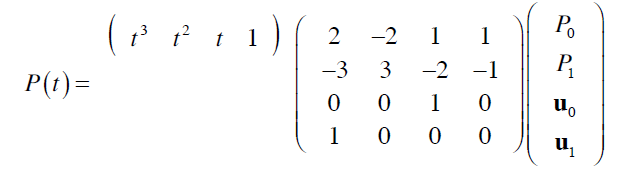 P(t) = ( t³ t² t 1 ) ( 2 −2 1 1 P₀
−3 3 −2 −1 P₁
0 0 1 0 𝐮₀
1 0 0 0 ) 𝐮₁ )